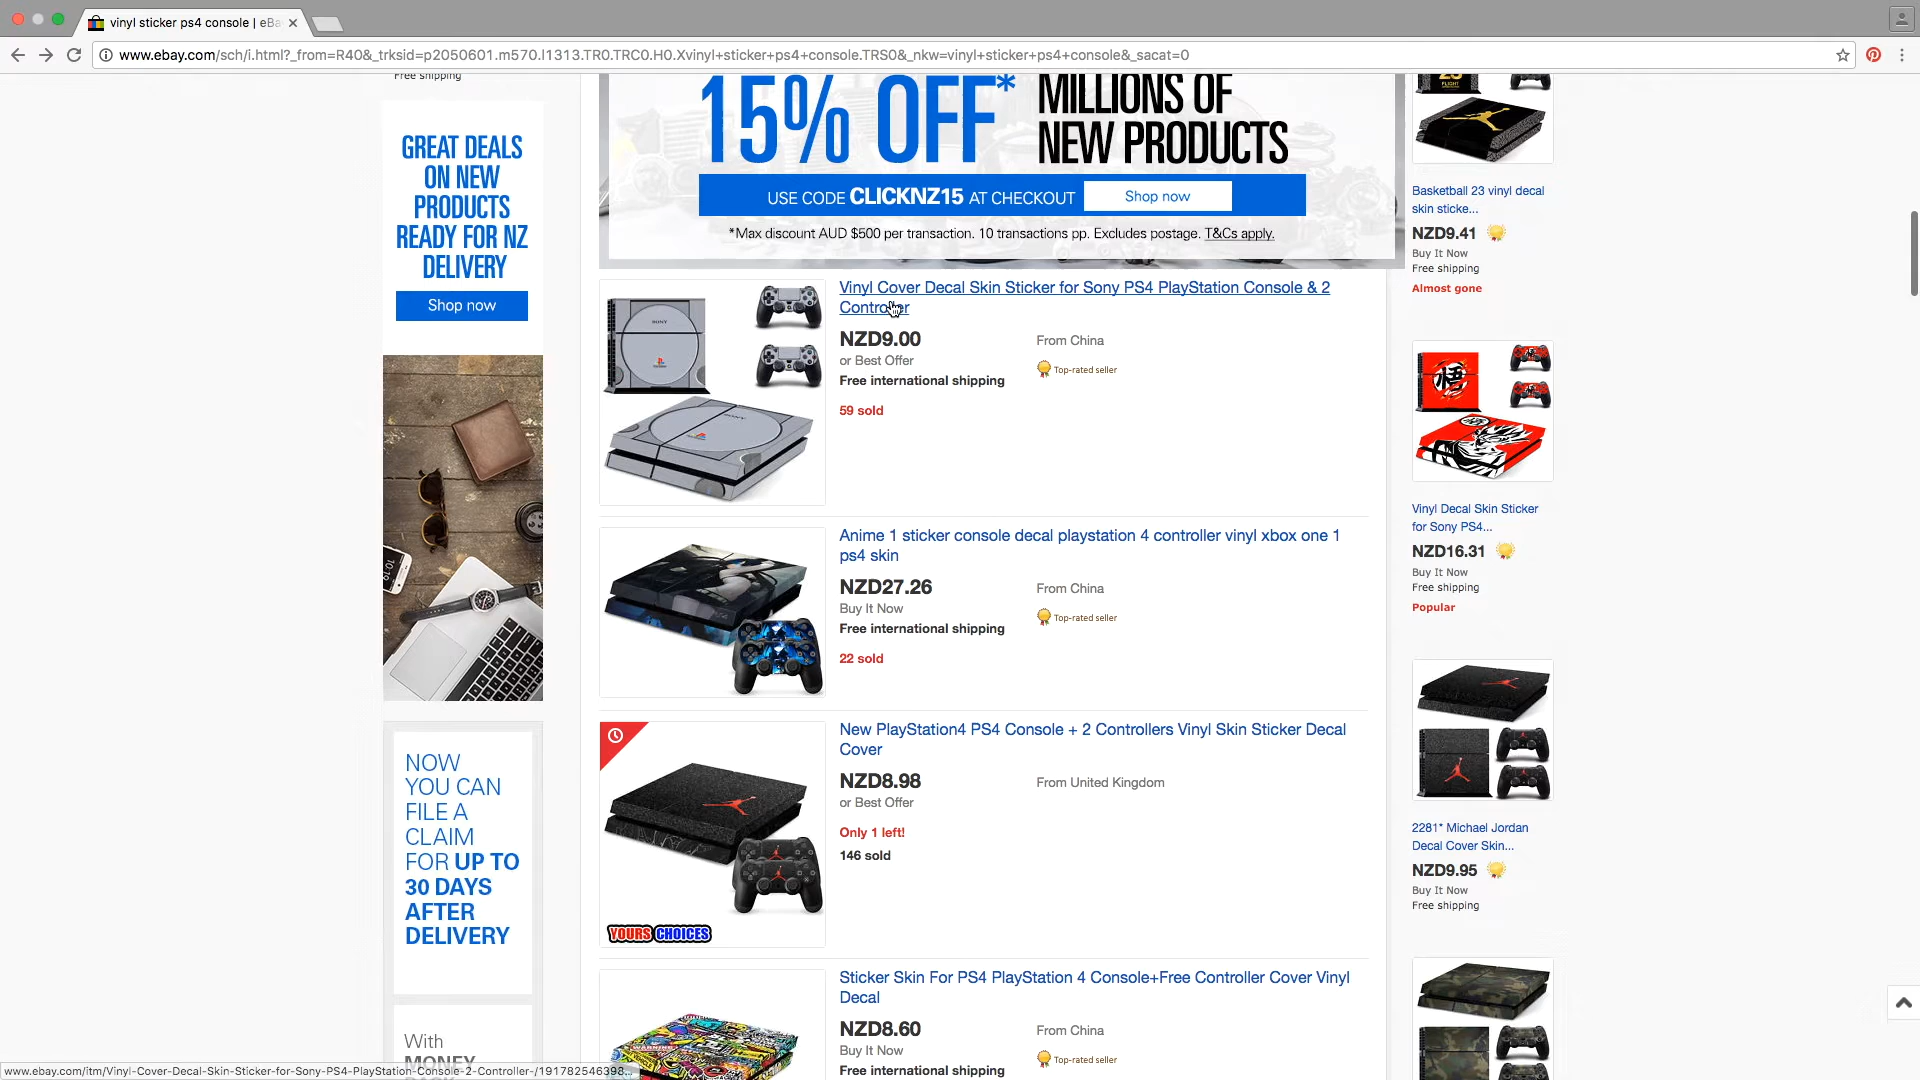 vinyl sticker ps4 console | eBa
www.ebay.com/sch/i.html?_from=R40&_trksid=p2050601.m570.l1313.TR0.TRC0.H0.Xvinyl+sticker+ps4+console.TRS0&_nkw=vinyl+sticker+ps4+console&_sacat=0
Free shipping
GREAT DEALS
ON NEW
PRODUCTS
READY FOR NZ
DELIVERY
Shop now
NOW
YOU CAN
FILE A
CLAIM
FOR UP TO
30 DAYS
AFTER
DELIVERY
With
MONEY
BACK
15% OFF*
MILLIONS OF
NEW PRODUCTS
USE CODE CLICKNZ15 AT CHECKOUT
Shop now
*Max discount AUD $500 per transaction. 10 transactions pp. Excludes postage. T&Cs apply.
Vinyl Cover Decal Skin Sticker for Sony PS4 PlayStation Console & 2
Controller
NZD9.00
From China
or Best Offer
Top-rated seller
Free international shipping
59 sold
SONY
SONY
Anime 1 sticker console decal playstation 4 controller vinyl xbox one 1
ps4 skin
NZD27.26
From China
Buy It Now
Top-rated seller
Free international shipping
22 sold
New PlayStation4 PS4 Console + 2 Controllers Vinyl Skin Sticker Decal
Cover
NZD8.98
From United Kingdom
or Best Offer
Only 1 left!
146 sold
YOURS CHOICES
Sticker Skin For PS4 PlayStation 4 Console+Free Controller Cover Vinyl
Decal
NZD8.60
From China
Buy It Now
Top-rated seller
Free international shipping
23
FLIGHT
Basketball 23 vinyl decal
skin sticke...
NZD9.41
Buy It Now
Free shipping
Almost gone
悟
Vinyl Decal Skin Sticker
for Sony PS4...
NZD16.31
Buy It Now
Free shipping
Popular
2281* Michael Jordan
Decal Cover Skin...
NZD9.95
Buy It Now
Free shipping
www.ebay.com/itm/Vinyl-Cover-Decal-Skin-Sticker-for-Sony-PS4-PlayStation-Console-2-Controller-/191782546398...